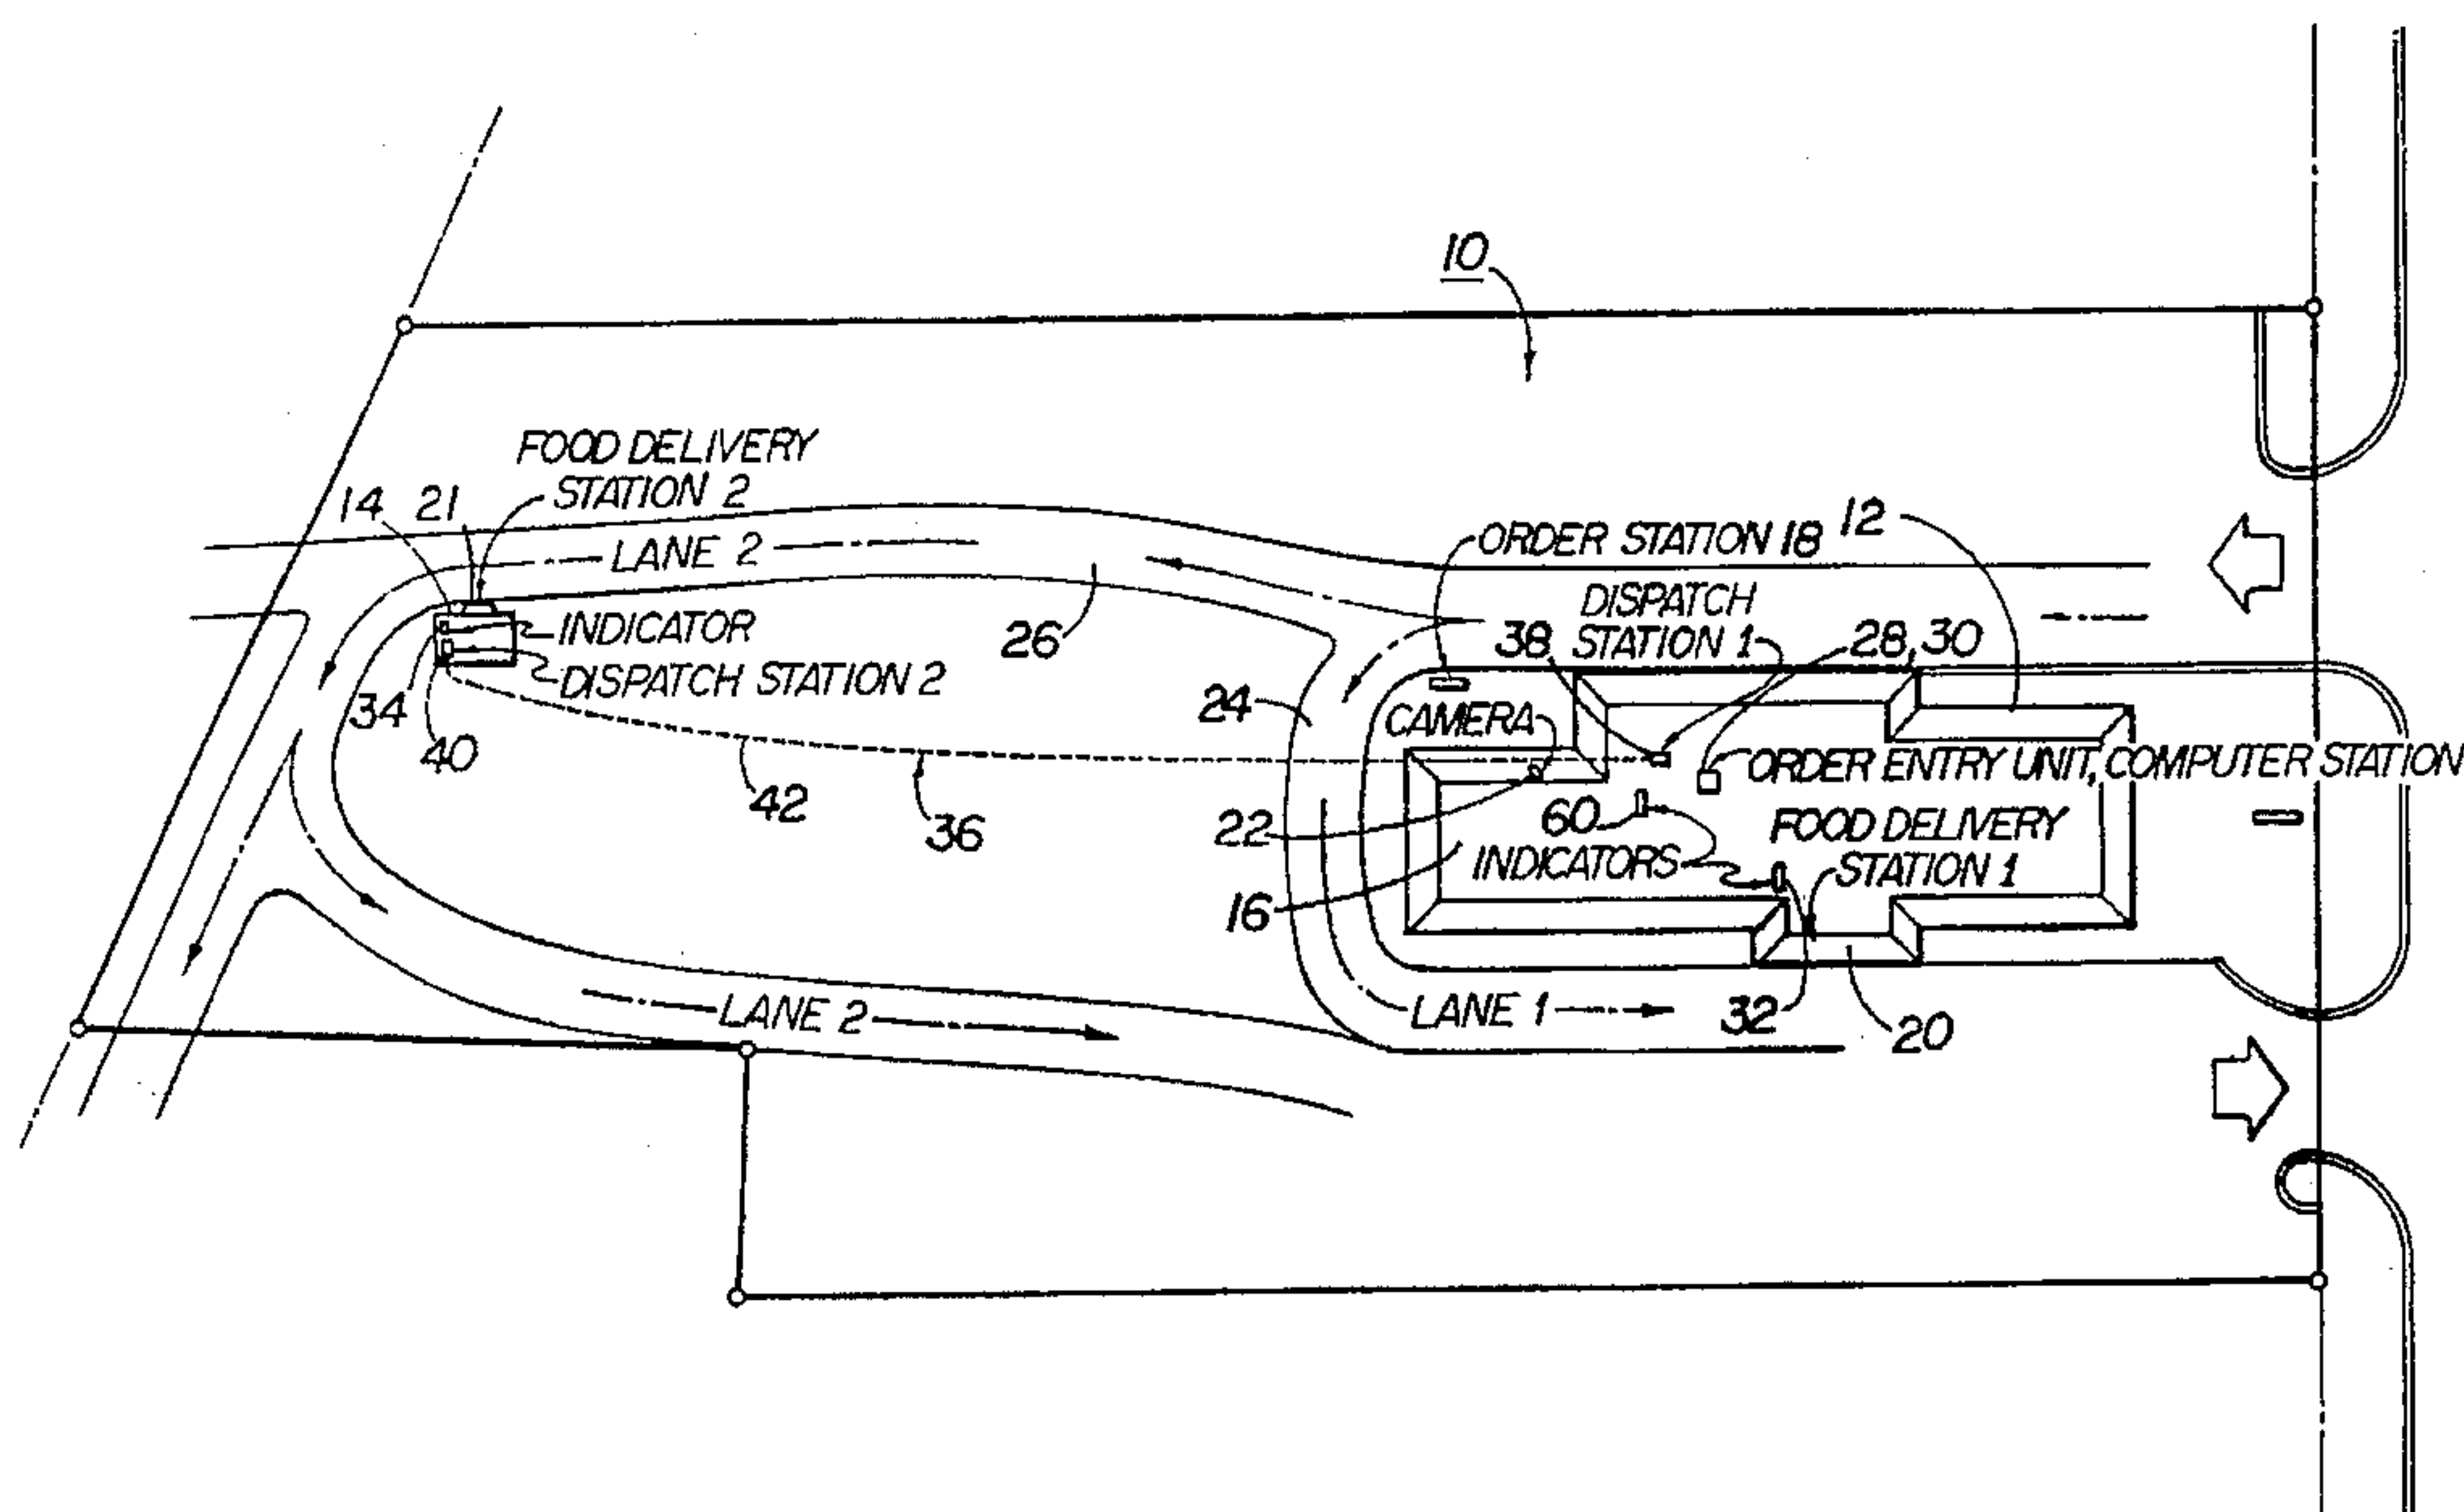 10
FOOD DELIVERY
STATION 2
14
21
LANE 2
INDICATOR
DISPATCH STATION 2
34
40
42
36
26
ORDER STATION 18
12
DISPATCH
STATION 1
38
28,30
24
CAMERA
ORDER ENTRY UNIT, COMPUTER STATION
22
60
FOOD DELIVERY
STATION 1
INDICATORS
16
LANE 2
LANE 1
32
20